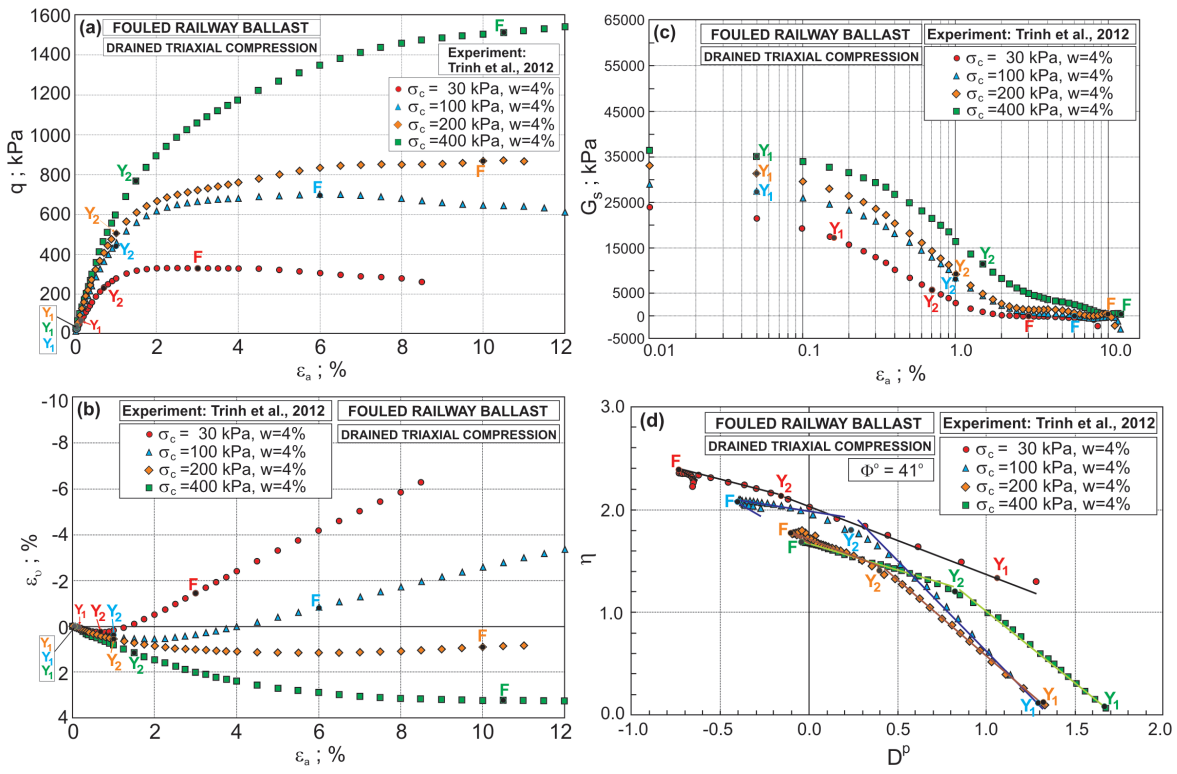 (a)
FOULED RAILWAY BALLAST
DRAINED TRIAXIAL COMPRESSION
Experiment:
Trinh et al., 2012
σc = 30 kPa, w=4%
σc =100 kPa, w=4%
σc =200 kPa, w=4%
σc =400 kPa, w=4%
q ; kPa
1600
1400
1200
1000
800
600
400
200
0
F
Y2
F
Y2
F
Y2
F
Y2
Y1
Y1
Y1
Y1
0
2
4
6
8
10
12
εa ; %
(c)
FOULED RAILWAY BALLAST
Experiment: Trinh et al., 2012
DRAINED TRIAXIAL COMPRESSION
σc = 30 kPa, w=4%
σc =100 kPa, w=4%
σc =200 kPa, w=4%
σc =400 kPa, w=4%
Gs ; kPa
65000
55000
45000
35000
25000
15000
5000
-5000
Y1
Y1
Y1
Y1
Y2
Y2
Y2
Y2
F
F
F
F
0.01
0.1
1.0
10.0
εa ; %
(b)
Experiment: Trinh et al., 2012
FOULED RAILWAY BALLAST
DRAINED TRIAXIAL COMPRESSION
σc = 30 kPa, w=4%
σc =100 kPa, w=4%
σc =200 kPa, w=4%
σc =400 kPa, w=4%
ευ ; %
-10
-8
-6
-4
-2
0
2
4
F
F
F
F
Y1
Y2
Y2
Y2
Y2
Y1
Y1
Y1
0
2
4
6
8
10
12
εa ; %
(d)
FOULED RAILWAY BALLAST
Experiment: Trinh et al., 2012
DRAINED TRIAXIAL COMPRESSION
Φ° = 41°
σc = 30 kPa, w=4%
σc =100 kPa, w=4%
σc =200 kPa, w=4%
σc =400 kPa, w=4%
η
3.0
2.0
1.0
0.0
F
Y2
F
Y2
F
F
Y2
Y2
Y1
Y1
Y1
Y1
-1.0
-0.5
0.0
0.5
1.0
1.5
2.0
Dp